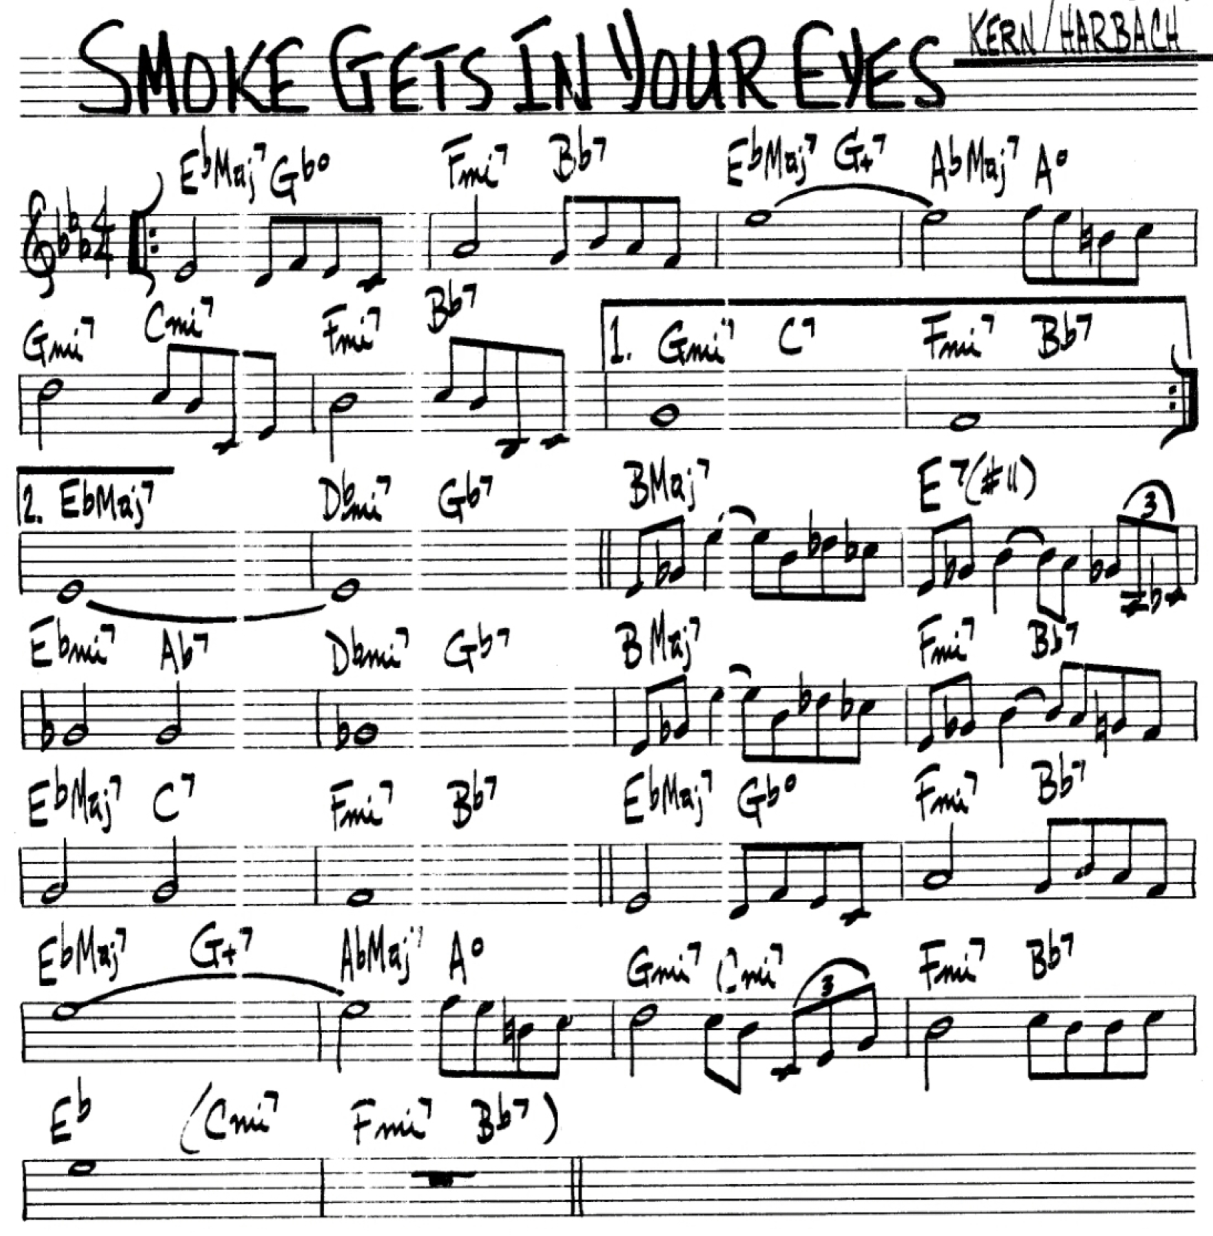 SMOKE GETS IN YOUR EYES KERN/HARBACH
EbMaj7 Gbo Fmi7 Bb7 EbMaj7 G+7 AbMaj7 Ao
4
4
Gmi7 Cmi7 Fmi7 Bb7 1. Gmi7 C7 Fmi7 Bb7
2. EbMaj7 Dbmi7 Gb7 BMaj7 E7(#11)
3
Ebmi7 Ab7 Dbmi7 Gb7 BMaj7 Fmi7 Bb7
EbMaj7 C7 Fmi7 Bb7 EbMaj7 Gbo Fmi7 Bb7
EbMaj7 G+7 AbMaj7 Ao Gmi7 Cmi7 Fmi7 Bb7
3
Eb (Cmi7 Fmi7 Bb7)